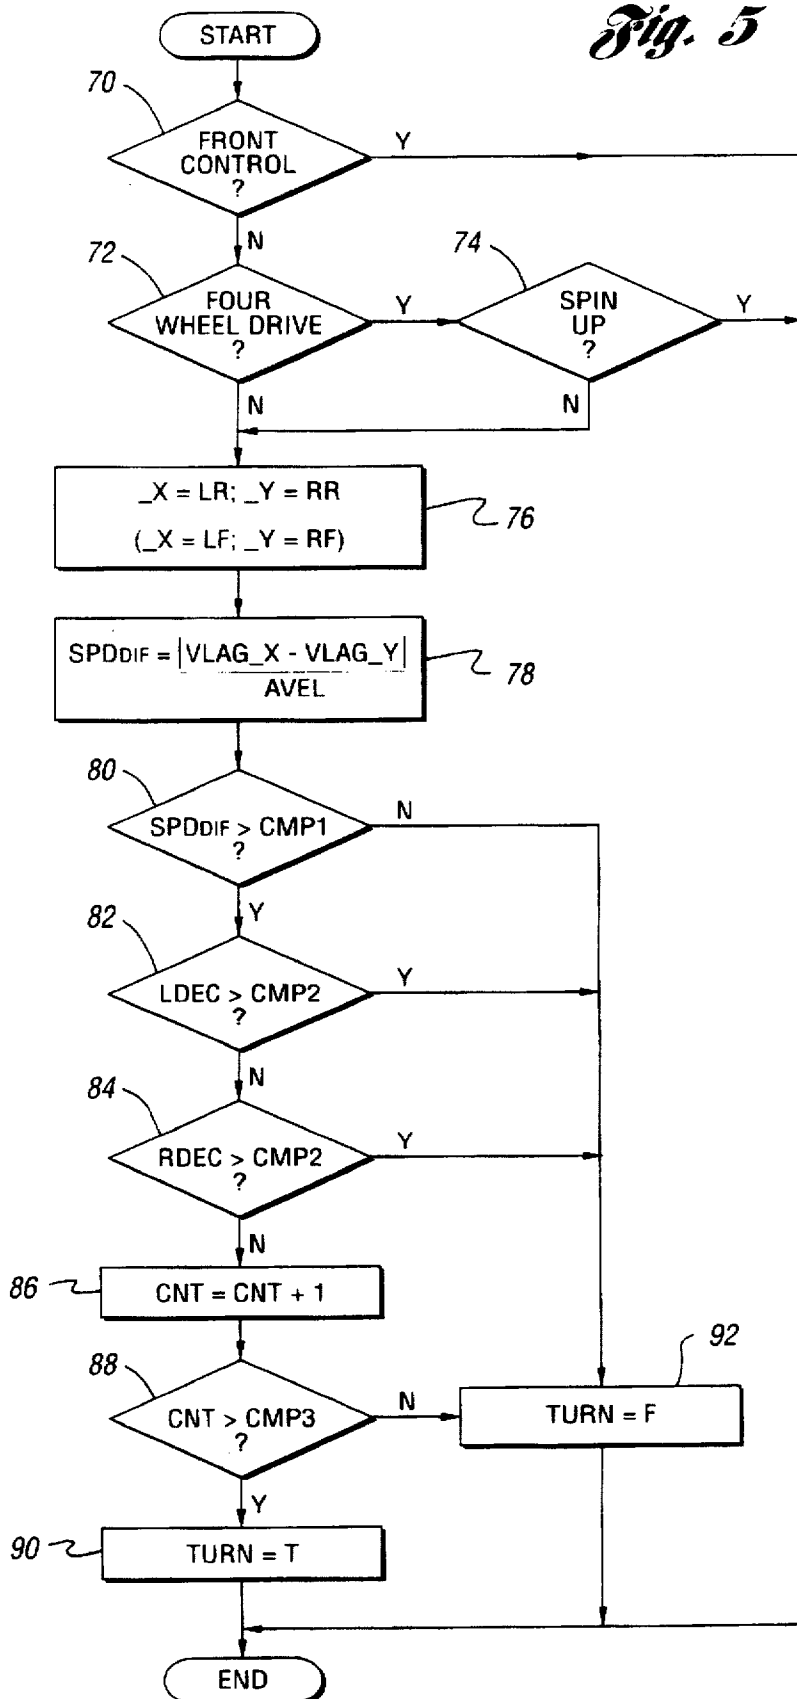 Fig. 5
START
70
FRONT
CONTROL
?
Y
N
72
FOUR
WHEEL DRIVE
?
Y
N
74
SPIN
UP
?
Y
N
_X = LR; _Y = RR
(_X = LF; _Y = RF)
76
SPDDIF = |VLAG_X - VLAG_Y|
AVEL
78
80
SPDDIF > CMP1
?
N
Y
82
LDEC > CMP2
?
Y
N
84
RDEC > CMP2
?
Y
N
86
CNT = CNT + 1
88
CNT > CMP3
?
N
Y
92
TURN = F
90
TURN = T
END